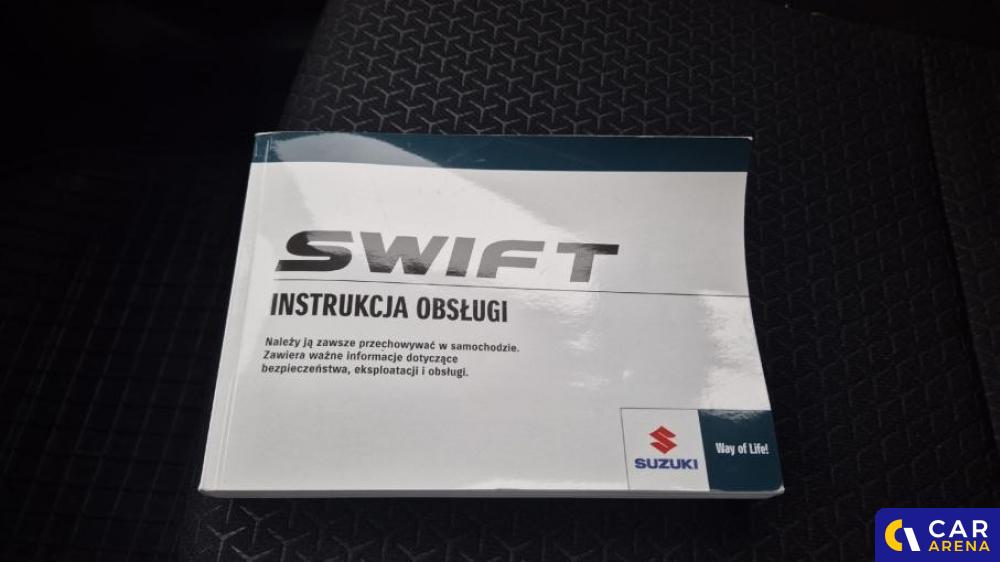 SWIFT
INSTRUKCJA OBSŁUGI
Należy ją zawsze przechowywać w samochodzie.
Zawiera ważne informacje dotyczące
bezpieczeństwa, eksploatacji i obsługi.
SUZUKI
Way of Life!
CAR
ARENA